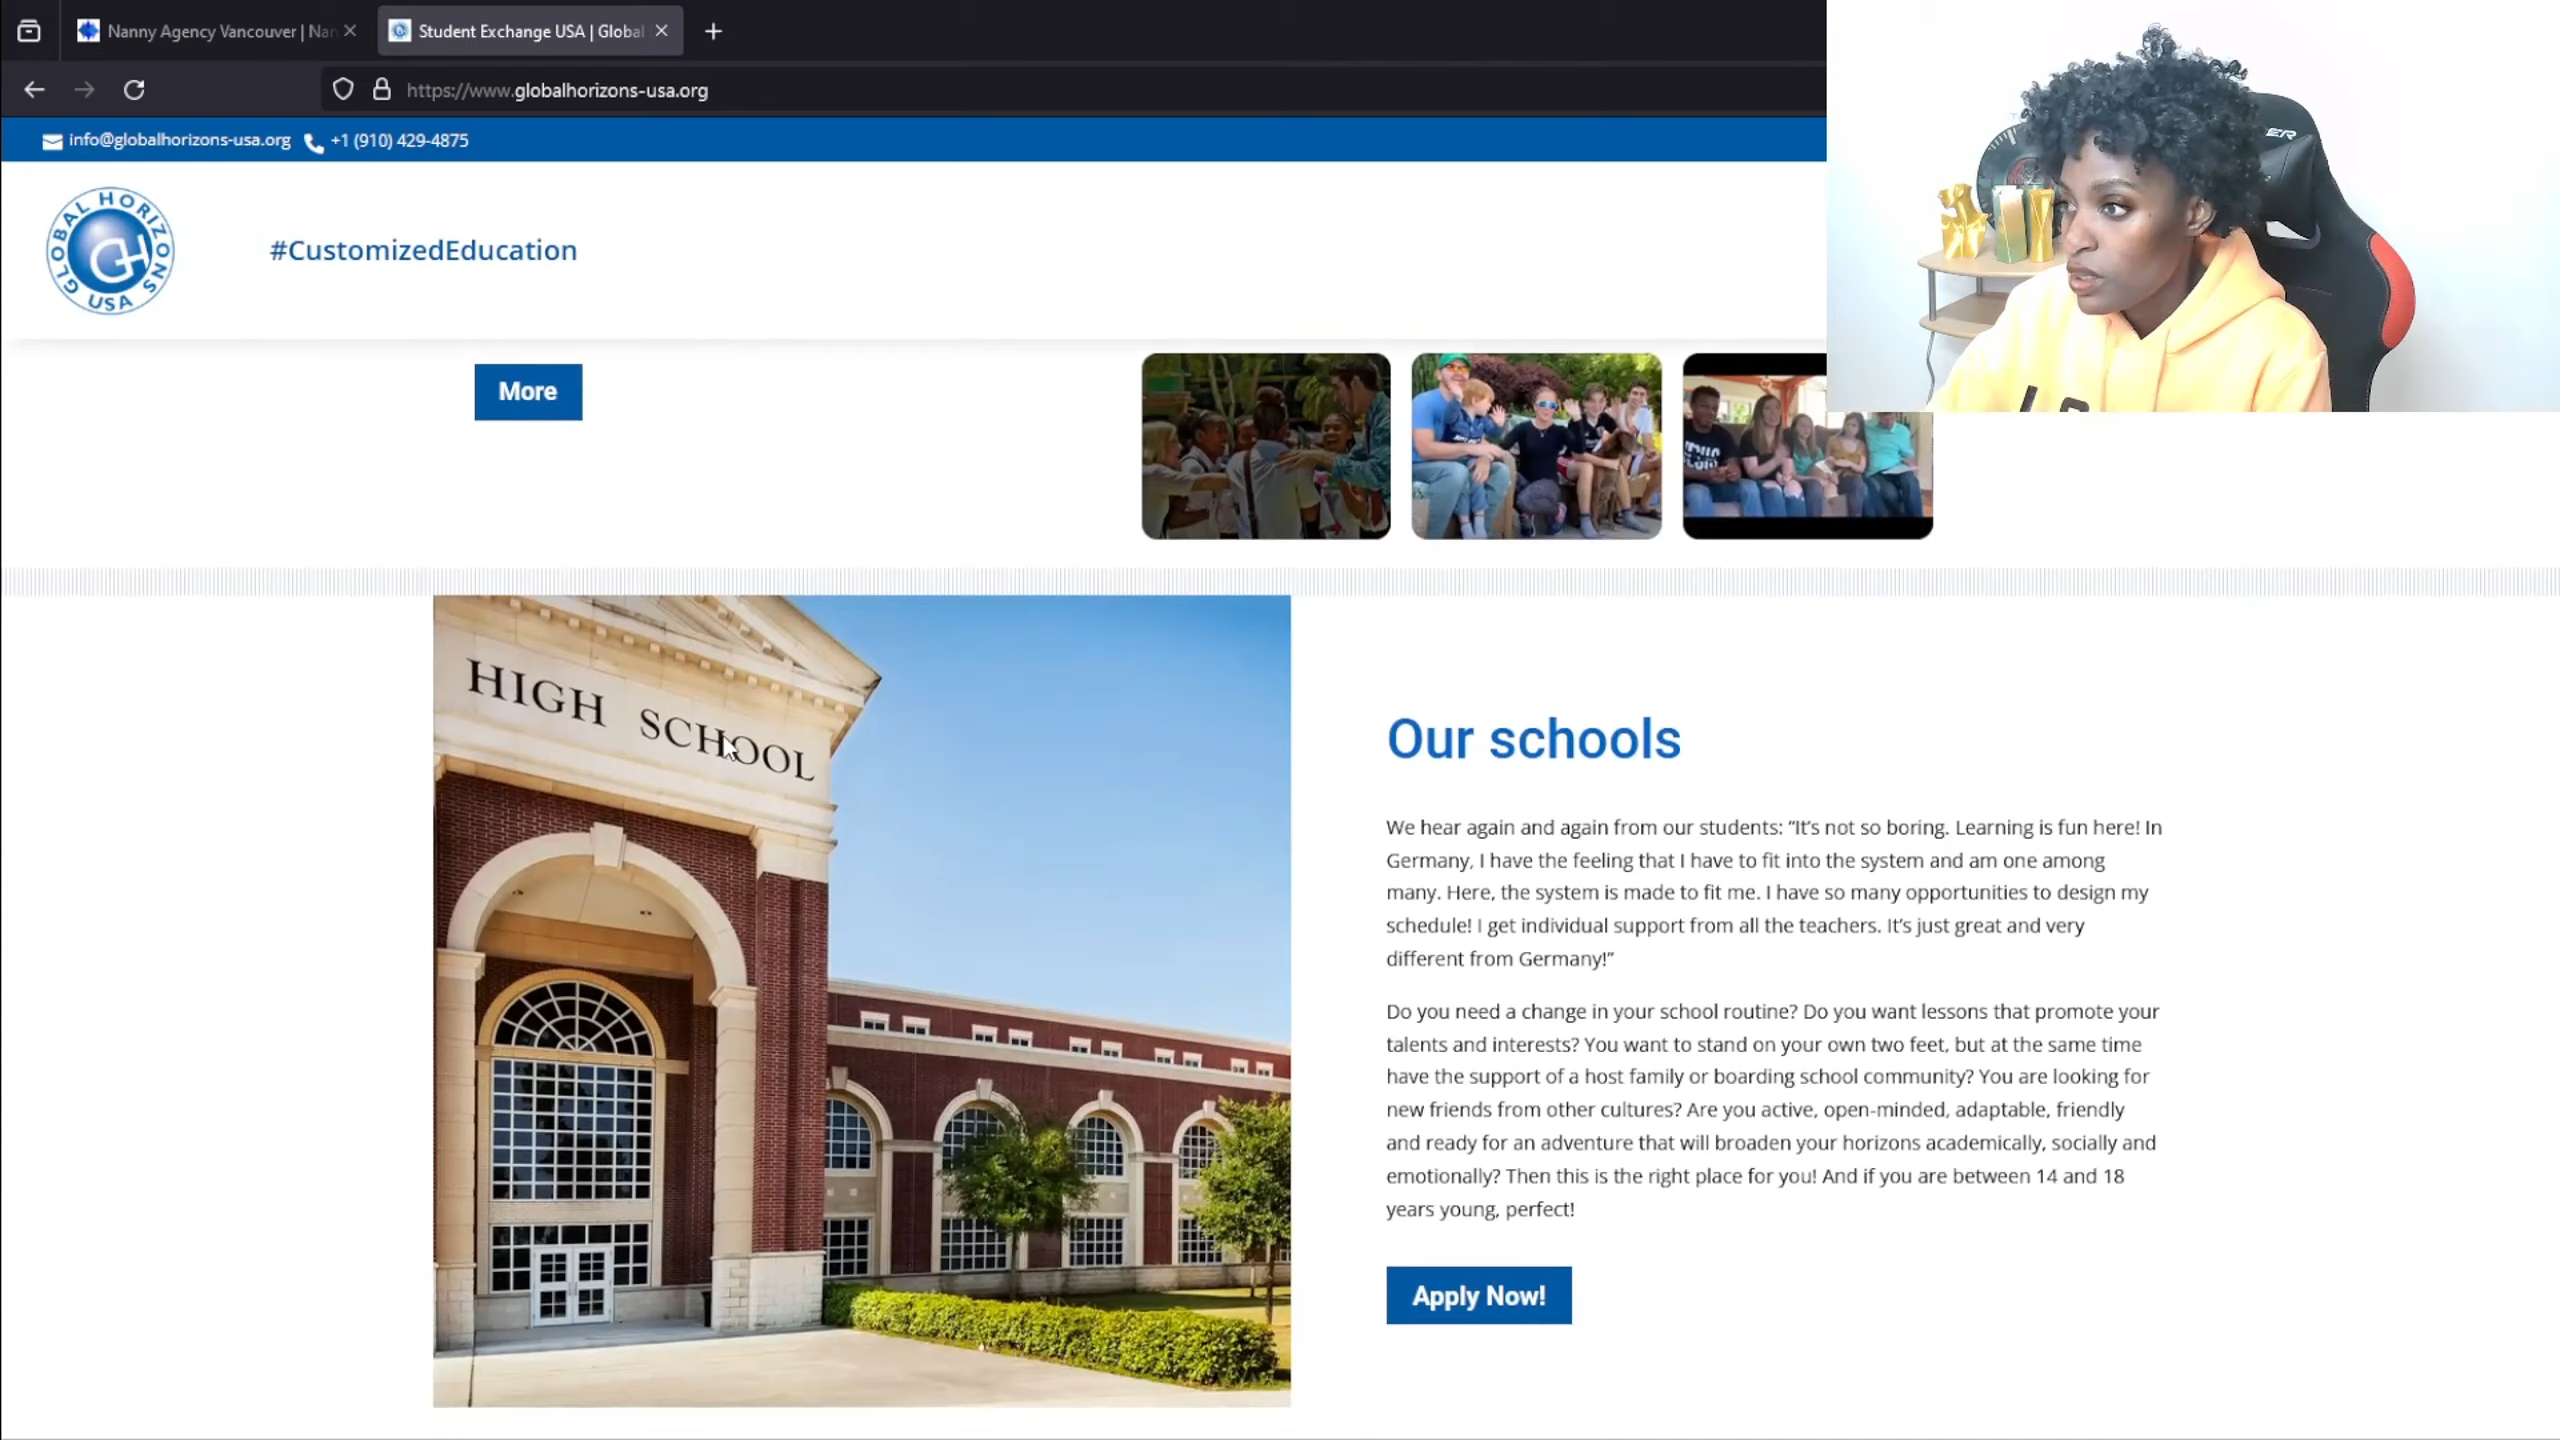 Nanny Agency Vancouver | Nan
Student Exchange USA | Global
https://www.globalhorizons-usa.org
info@globalhorizons-usa.org +1 (910) 429-4875
GLOBAL HORIZONS USA
GH
#CustomizedEducation
More
HIGH SCHOOL
Our schools
We hear again and again from our students: “It’s not so boring. Learning is fun here! In
Germany, I have the feeling that I have to fit into the system and am one among
many. Here, the system is made to fit me. I have so many opportunities to design my
schedule! I get individual support from all the teachers. It’s just great and very
different from Germany!”
Do you need a change in your school routine? Do you want lessons that promote your
talents and interests? You want to stand on your own two feet, but at the same time
have the support of a host family or boarding school community? You are looking for
new friends from other cultures? Are you active, open-minded, adaptable, friendly
and ready for an adventure that will broaden your horizons academically, socially and
emotionally? Then this is the right place for you! And if you are between 14 and 18
years young, perfect!
Apply Now!